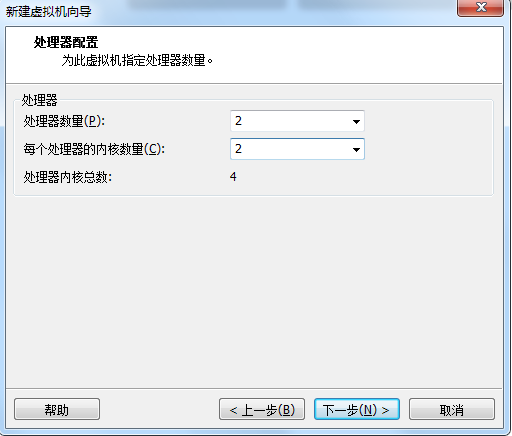 新建虚拟机向导
处理器配置
为此虚拟机指定处理器数量。
处理器
处理器数量(P): 2
每个处理器的内核数量(C): 2
处理器内核总数: 4
帮助 < 上一步(B) 下一步(N) > 取消